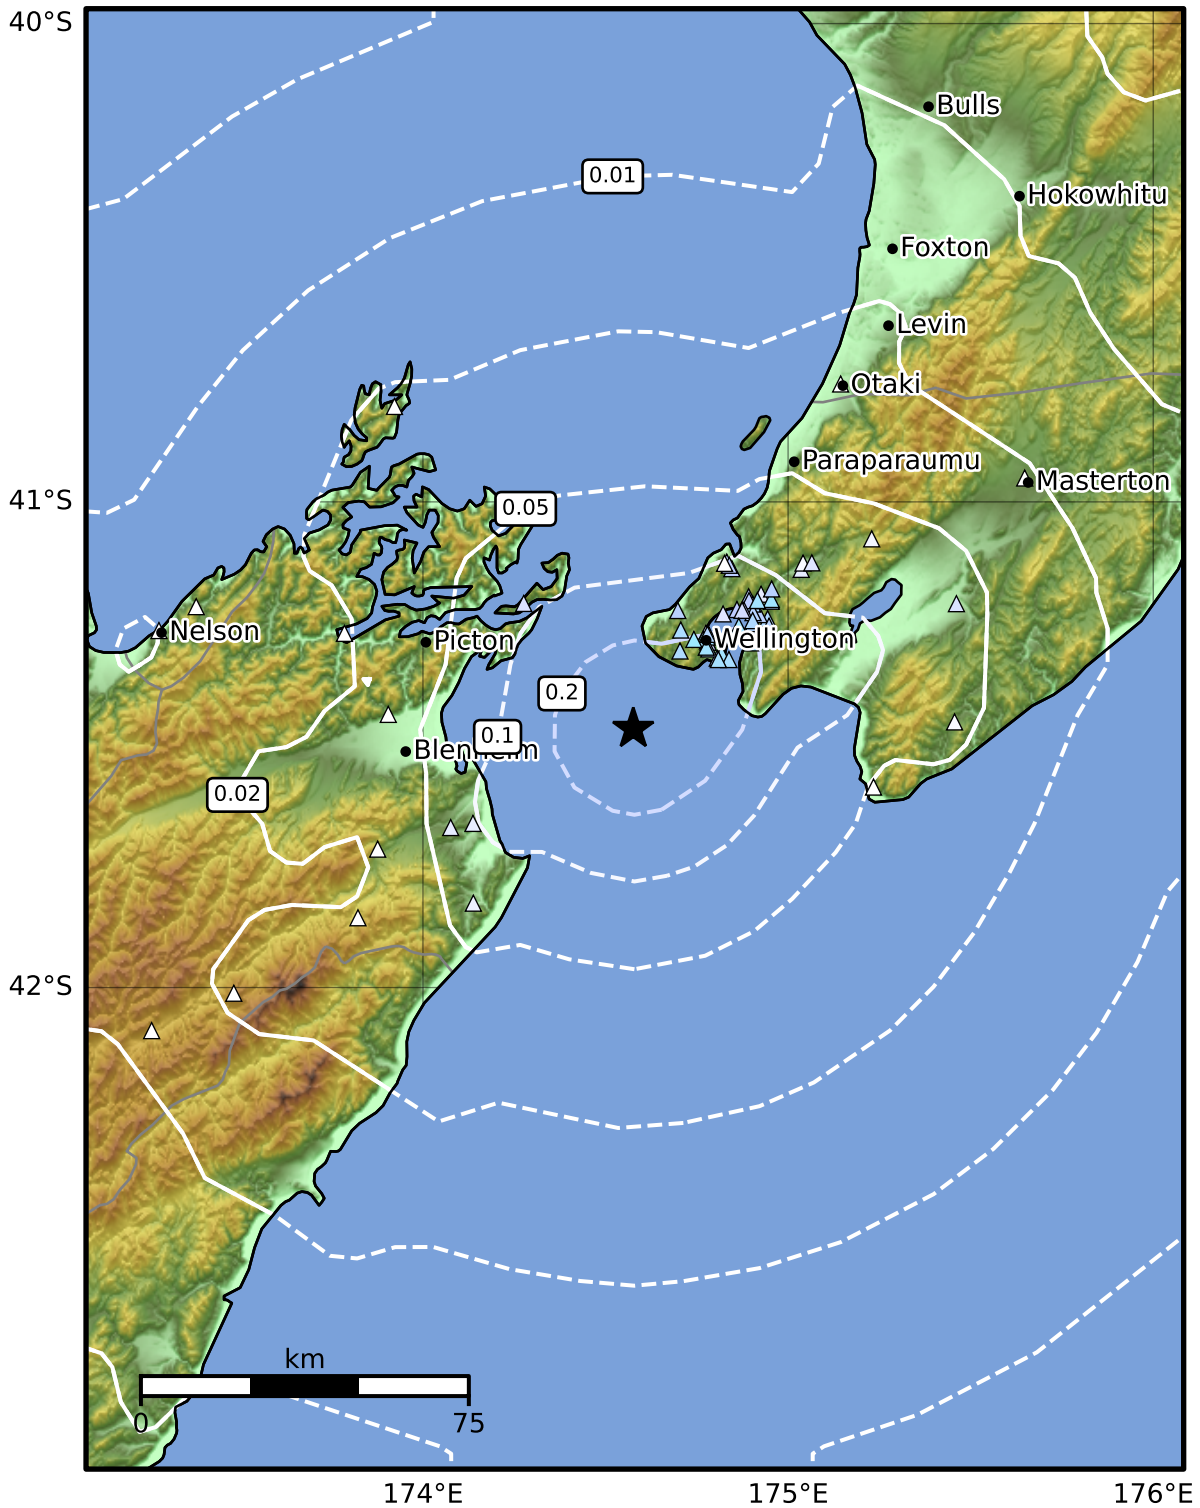 40°S
Bulls
0.01
Hokowhitu
Foxton
Levin
Otaki
Paraparaumu
Masterton
41°S
0.05
Nelson
Picton
Wellington
0.2
0.1
Blenheim
0.02
42°S
km
0
75
174°E
175°E
176°E